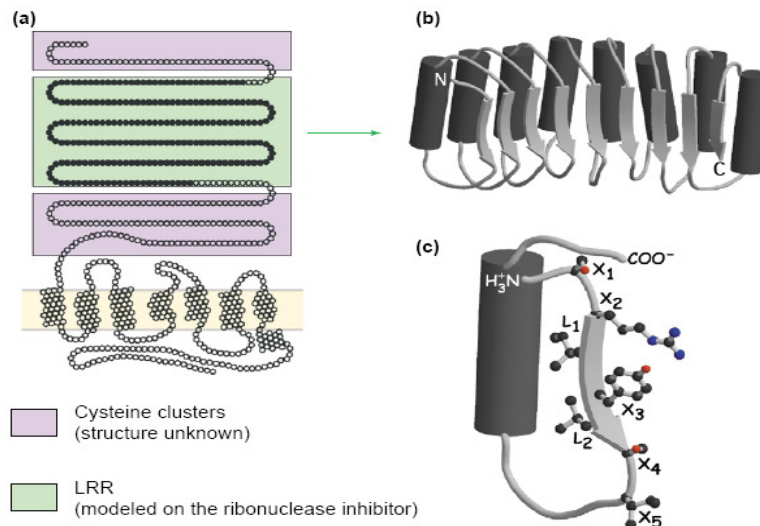 (a)
Cysteine clusters
(structure unknown)
LRR
(modeled on the ribonuclease inhibitor)
(b)
N
C
(c)
COO⁻
H₃⁺N
X₁
X₂
L₁
X₃
L₂
X₄
X₅